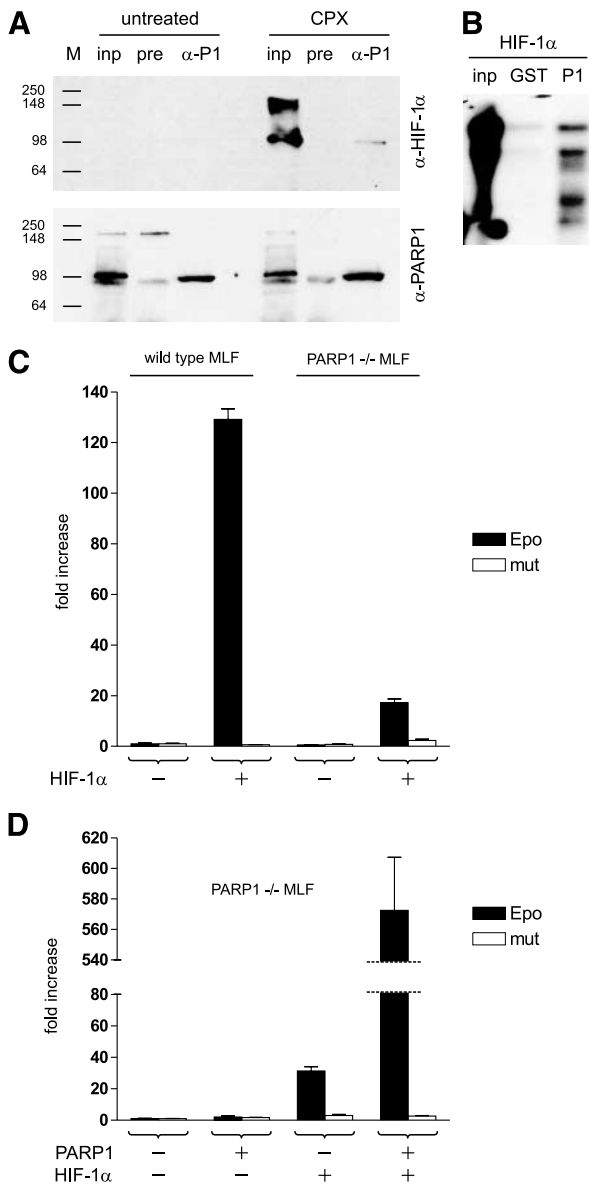 A
untreated CPX
M inp pre α-P1 inp pre α-P1
250
148
98
64
α-HIF-1α
250
148
98
64
α-PARP1
B
HIF-1α
inp GST P1
C
wild type MLF PARP1 -/- MLF
140
120
100
80
60
40
20
0
fold increase
Epo
mut
HIF-1α − + − +
D
PARP1 -/- MLF
620
600
580
560
540
80
60
40
20
0
fold increase
Epo
mut
PARP1 − + − +
HIF-1α − − + +